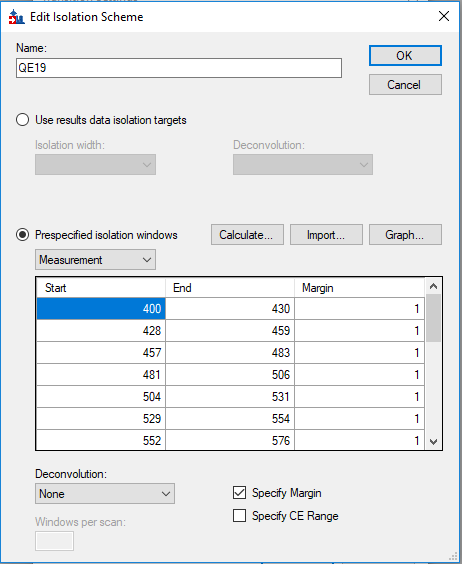 Edit Isolation Scheme
Name:
QE19
OK
Cancel
Use results data isolation targets
Isolation width: Deconvolution:
Prespecified isolation windows Calculate... Import... Graph...
Measurement
Start End Margin
400 430 1
428 459 1
457 483 1
481 506 1
504 531 1
529 554 1
552 576 1
Deconvolution:
None
Specify Margin
Windows per scan:
Specify CE Range